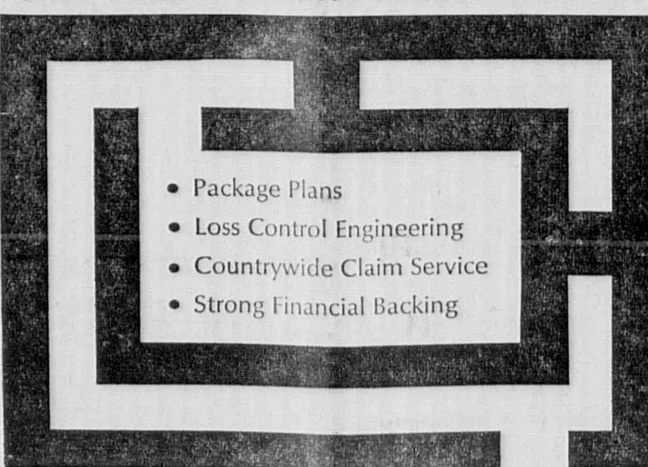 • Package Plans
• Loss Control Engineering
• Countrywide Claim Service
• Strong Financial Backing